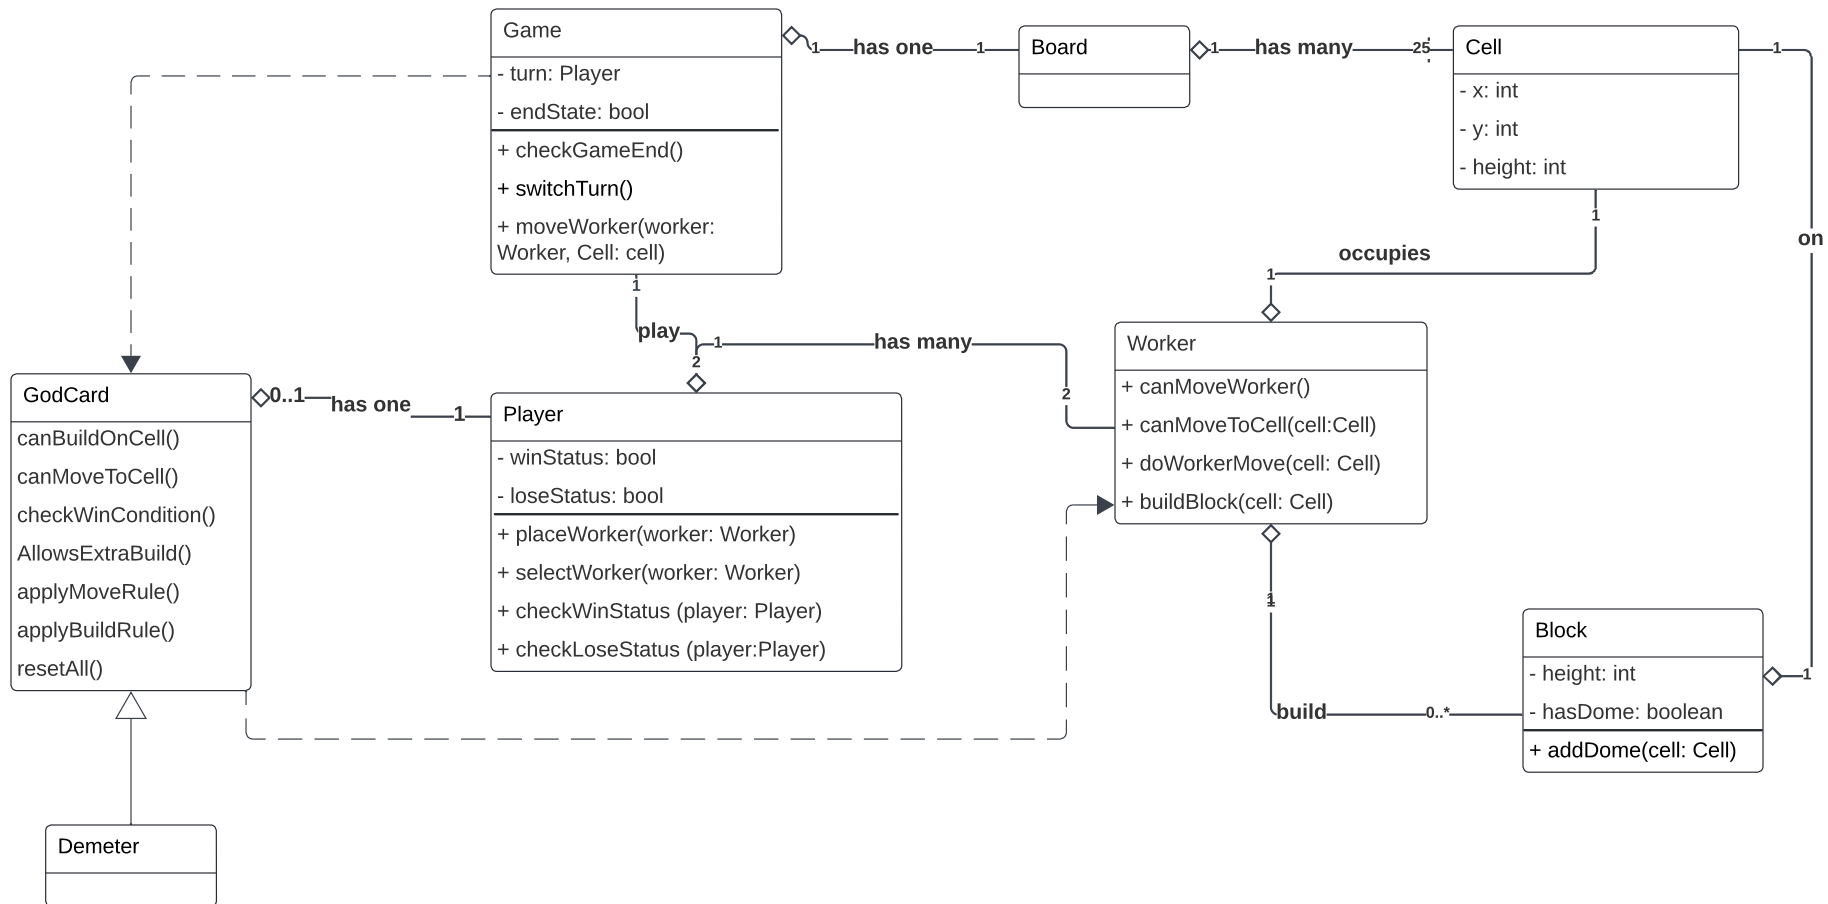 Game
- turn: Player
- endState: bool
+ checkGameEnd()
+ switchTurn()
+ moveWorker(worker:
Worker, Cell: cell)
1
has one
1
Board
1
has many
25
Cell
- x: int
- y: int
- height: int
1
on
1
1
occupies
1
1
play
2
1
has many
2
Worker
+ canMoveWorker()
+ canMoveToCell(cell:Cell)
+ doWorkerMove(cell: Cell)
+ buildBlock(cell: Cell)
GodCard
canBuildOnCell()
canMoveToCell()
checkWinCondition()
AllowsExtraBuild()
applyMoveRule()
applyBuildRule()
resetAll()
0..1
has one
1
Player
- winStatus: bool
- loseStatus: bool
+ placeWorker(worker: Worker)
+ selectWorker(worker: Worker)
+ checkWinStatus (player: Player)
+ checkLoseStatus (player:Player)
1
build
0..*
Block
- height: int
- hasDome: boolean
+ addDome(cell: Cell)
Demeter